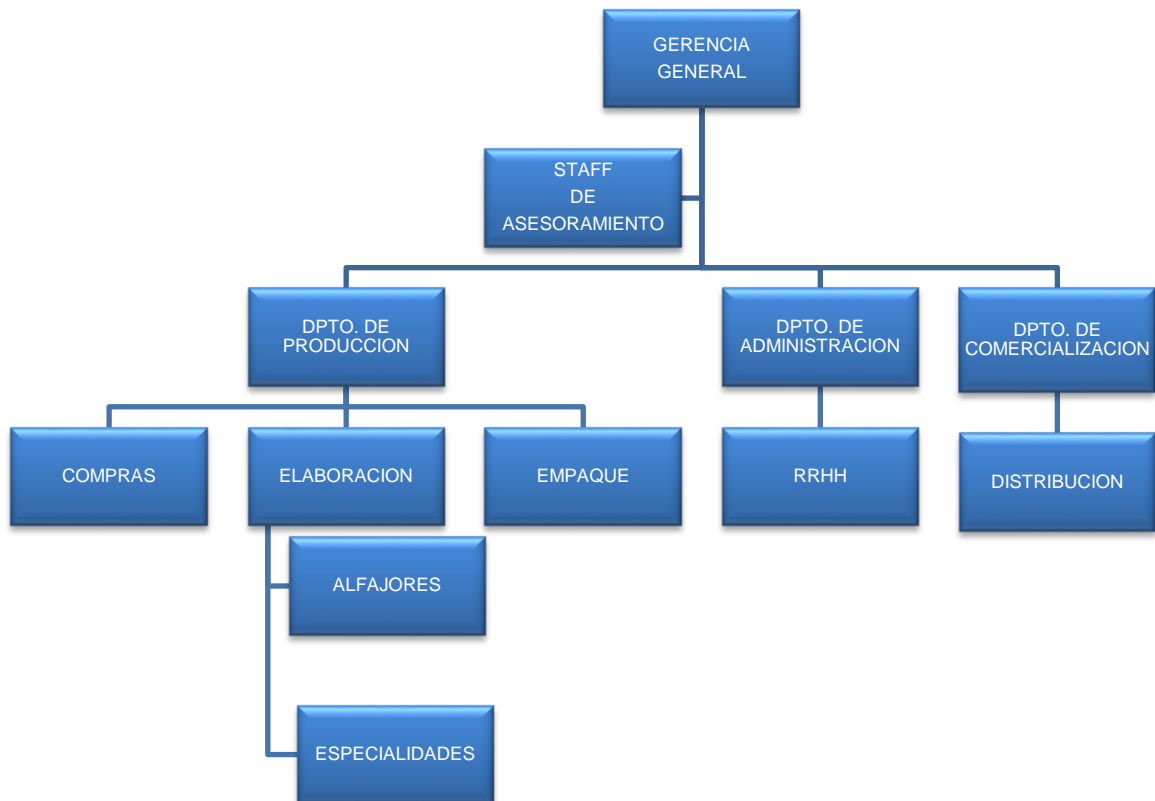 GERENCIA
GENERAL
STAFF
DE
ASESORAMIENTO
DPTO. DE
PRODUCCION
DPTO. DE
ADMINISTRACION
DPTO. DE
COMERCIALIZACION
COMPRAS
ELABORACION
EMPAQUE
RRHH
DISTRIBUCION
ALFAJORES
ESPECIALIDADES